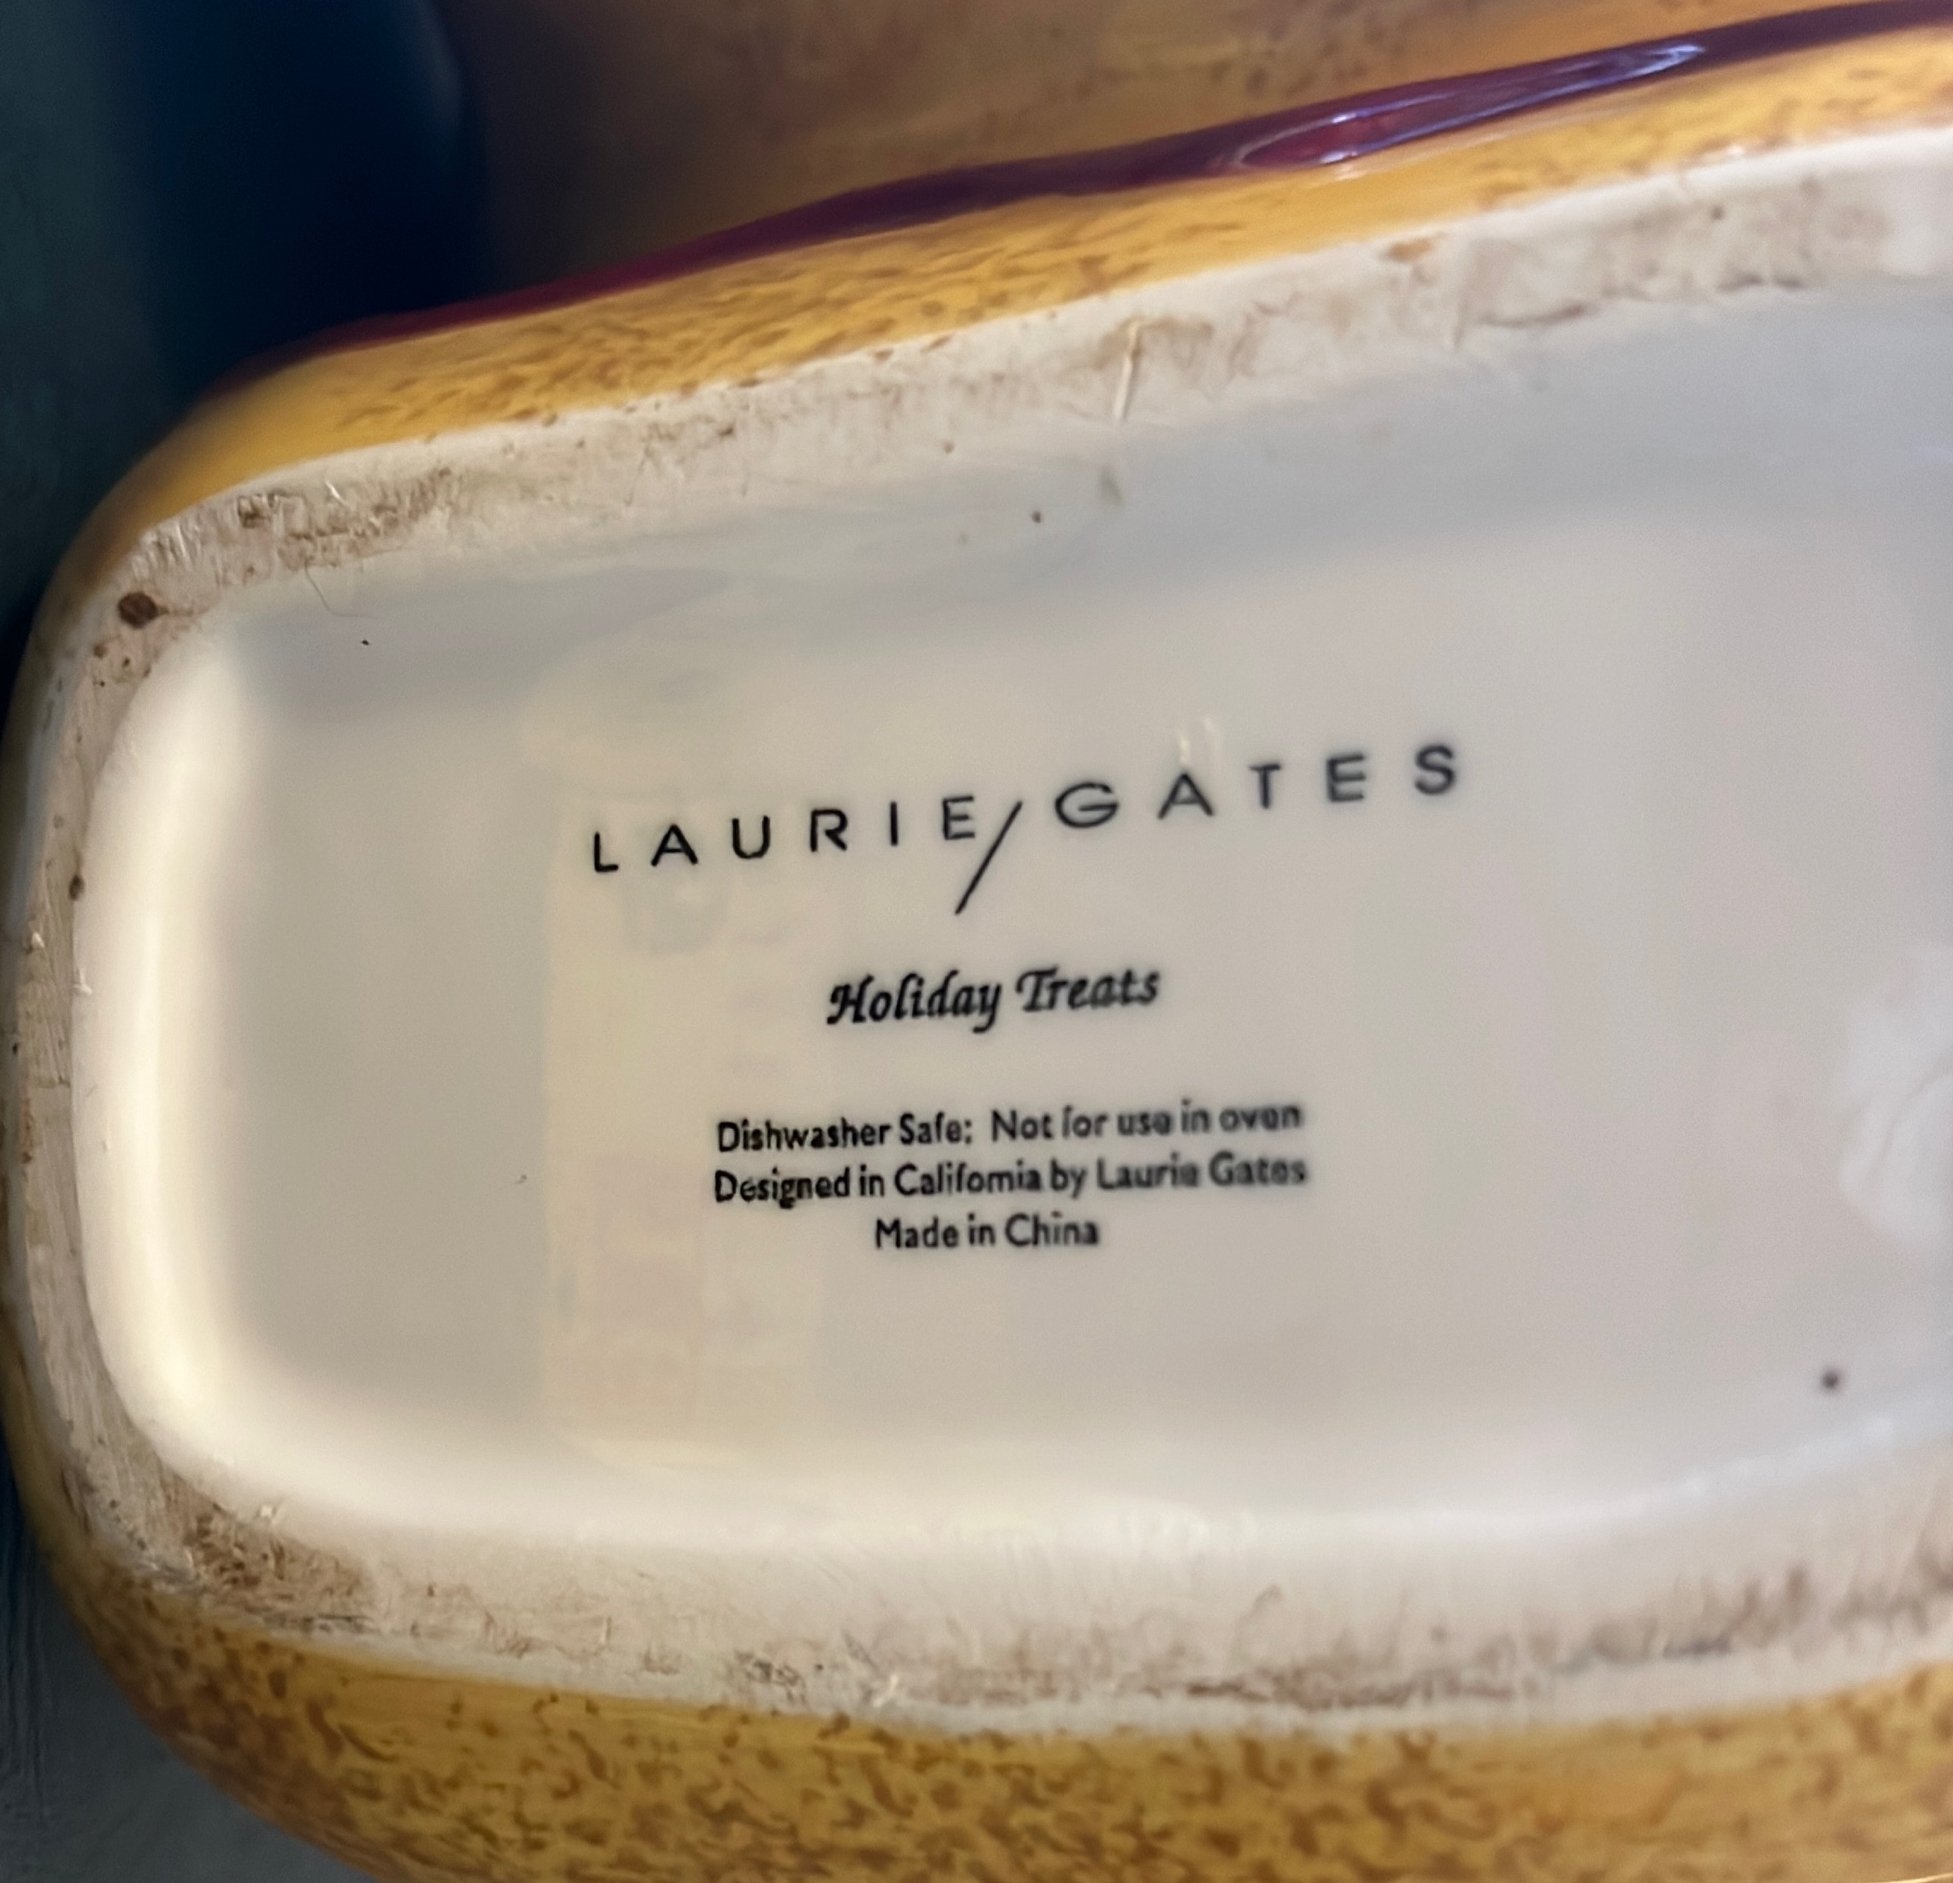 LAURIE/GATES
Holiday Treats
Dishwasher Safe; Not for use in oven
Designed in California by Laurie Gates
Made in China